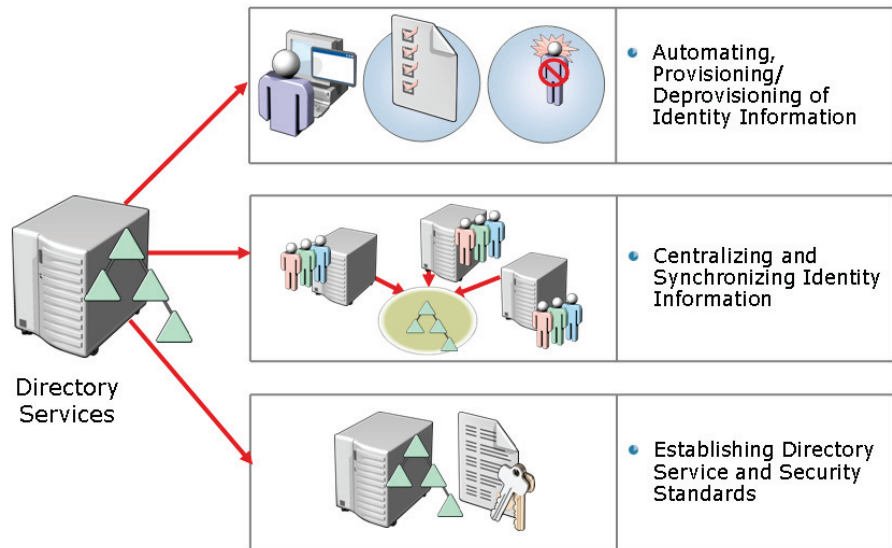 Automating,
Provisioning/
Deprovisioning of
Identity Information
Directory
Services
Centralizing and
Synchronizing Identity
Information
Establishing Directory
Service and Security
Standards